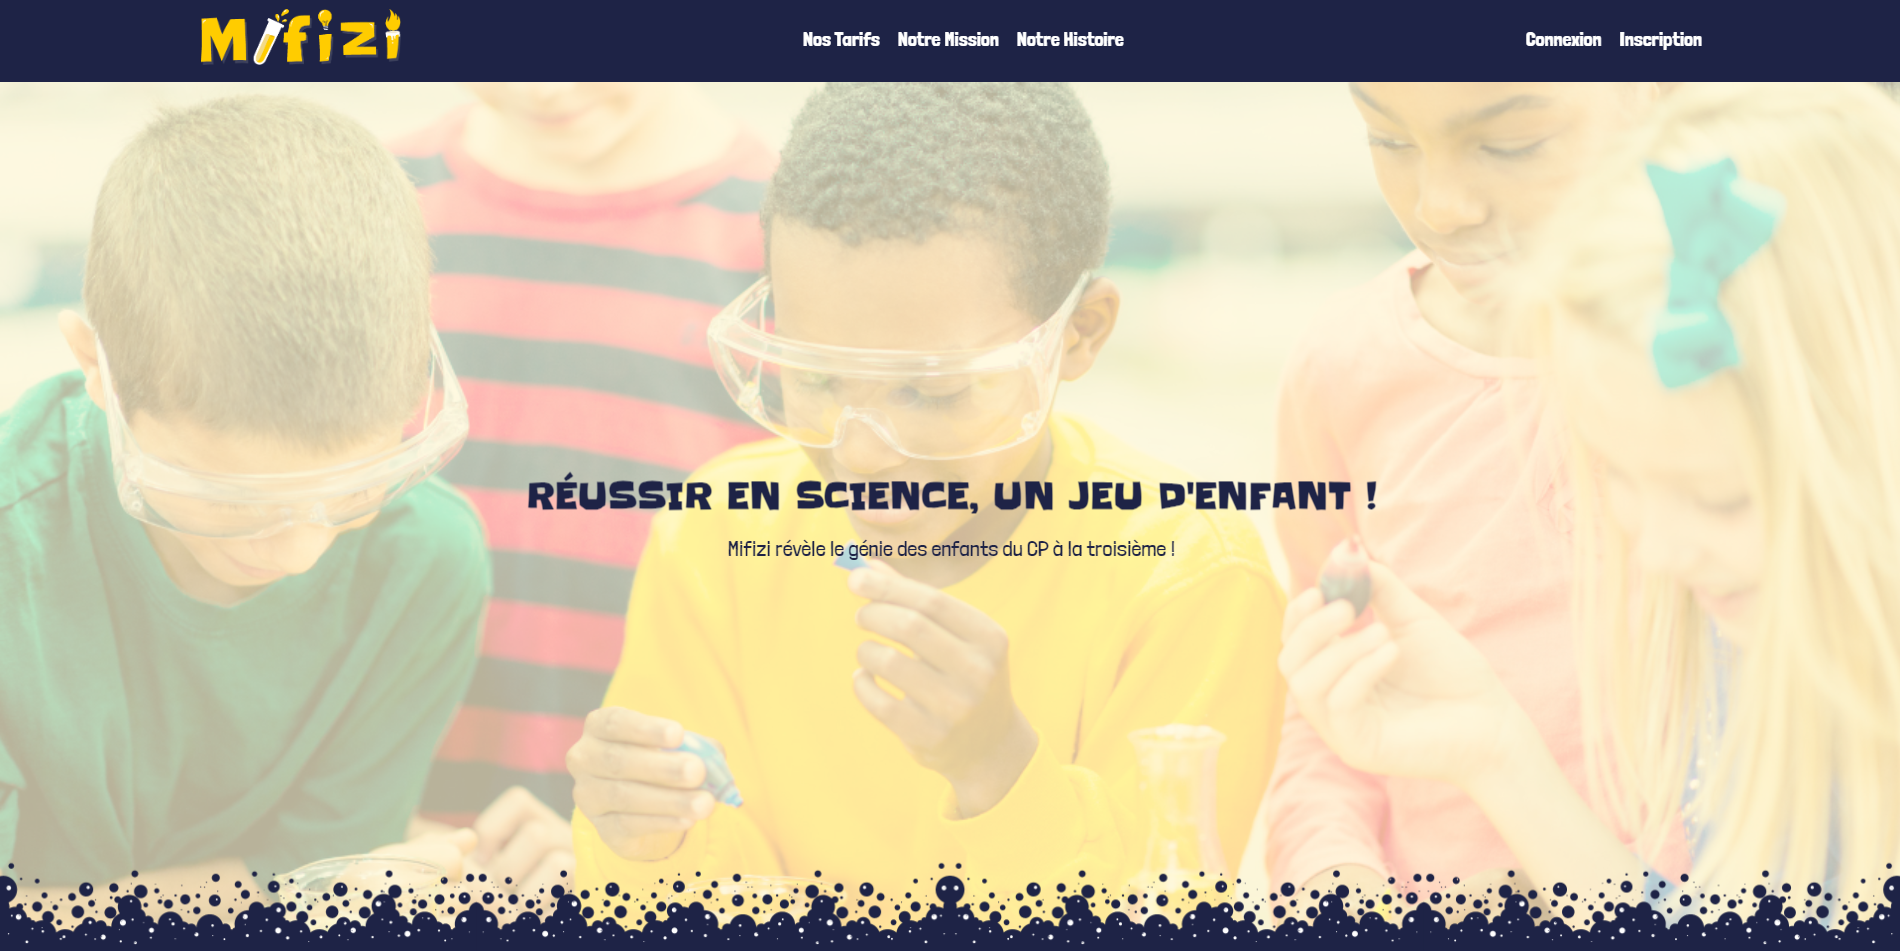 Mifizi
Nos Tarifs Notre Mission Notre Histoire
Connexion Inscription
RÉUSSIR EN SCIENCE, UN JEU D'ENFANT !
Mifizi révèle le génie des enfants du CP à la troisième !